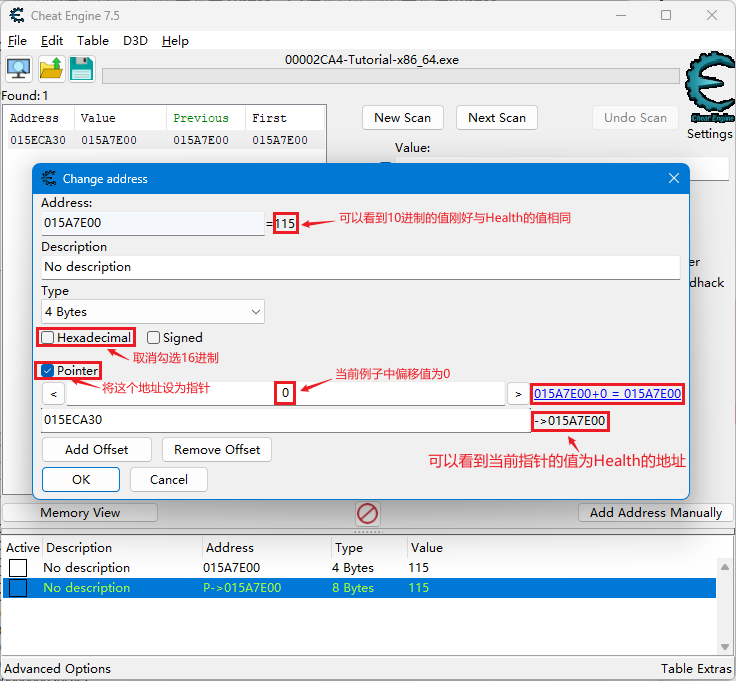 Cheat Engine 7.5
File Edit Table D3D Help
00002CA4-Tutorial-x86_64.exe
Found: 1
Address Value Previous First
015ECA30 015A7E00 015A7E00 015A7E00
New Scan Next Scan Undo Scan
Cheat Engine
Settings
Value:
Change address
Address:
015A7E00 =115 可以看到10进制的值刚好与Health的值相同
Description
No description
er
dhack
Type
4 Bytes
Hexadecimal Signed
取消勾选16进制
Pointer
将这个地址设为指针
当前例子中偏移值为0
< 0 > 015A7E00+0 = 015A7E00
015ECA30 ->015A7E00
可以看到当前指针的值为Health的地址
Add Offset Remove Offset
OK Cancel
Memory View Add Address Manually
Active Description Address Type Value
No description 015A7E00 4 Bytes 115
No description P->015A7E00 8 Bytes 115
Advanced Options Table Extras